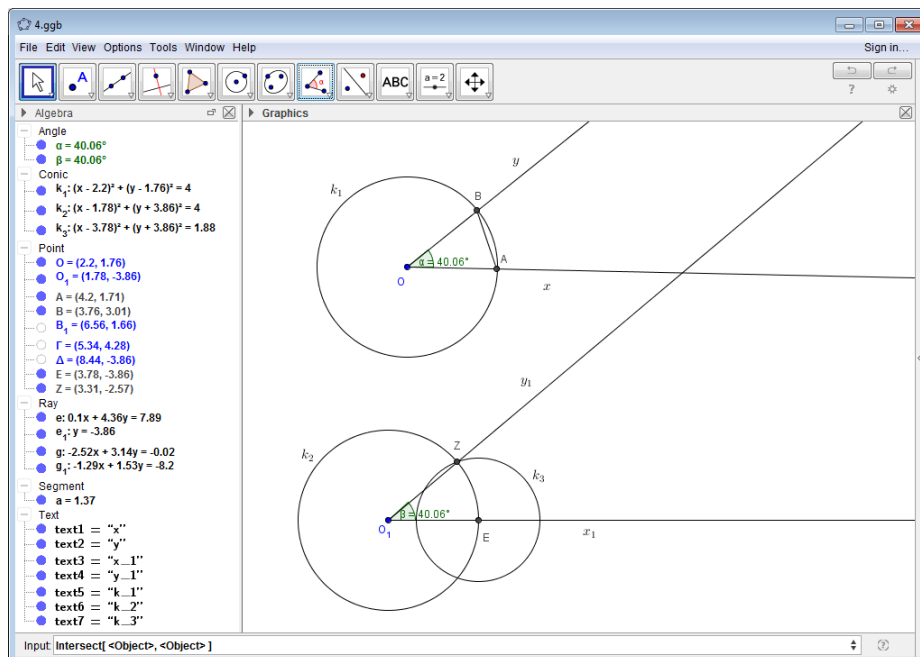 4.ggb
File Edit View Options Tools Window Help
Sign in...
A
α
ABC
a = 2
?
Algebra
Graphics
Angle
α = 40.06°
β = 40.06°
Conic
k₁: (x - 2.2)² + (y - 1.76)² = 4
k₂: (x - 1.78)² + (y + 3.86)² = 4
k₃: (x - 3.78)² + (y + 3.86)² = 1.88
Point
O = (2.2, 1.76)
O₁ = (1.78, -3.86)
A = (4.2, 1.71)
B = (3.76, 3.01)
B₁ = (6.56, 1.66)
Γ = (5.34, 4.28)
Δ = (8.44, -3.86)
E = (3.78, -3.86)
Z = (3.31, -2.57)
Ray
e: 0.1x + 4.36y = 7.89
e₁: y = -3.86
g: -2.52x + 3.14y = -0.02
g₁: -1.29x + 1.53y = -8.2
Segment
a = 1.37
Text
text1 = “x”
text2 = “y”
text3 = “x_1”
text4 = “y_1”
text5 = “k_1”
text6 = “k_2”
text7 = “k_3”
y
k₁
B
α = 40.06°
A
O
x
y₁
k₂
Z
k₃
β = 40.06°
O₁
E
x₁
Input: Intersect[ <Object>, <Object> ]
?